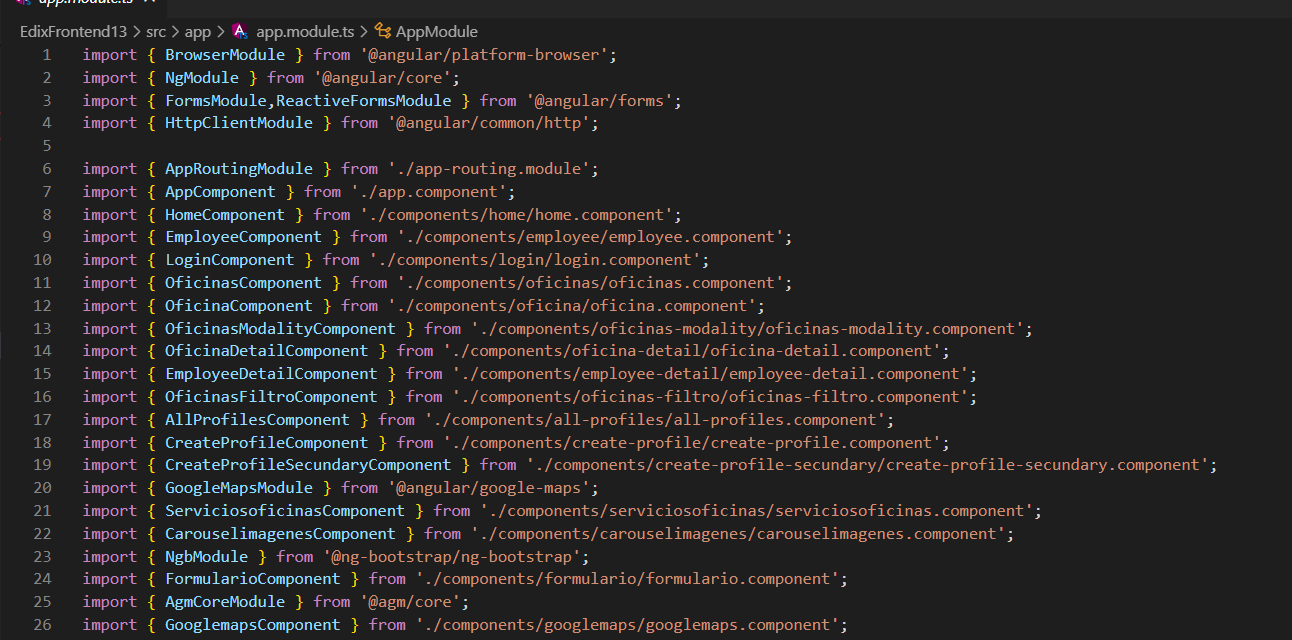 app.module.ts
EdixFrontend13 > src > app > app.module.ts > AppModule
1 import { BrowserModule } from '@angular/platform-browser';
2 import { NgModule } from '@angular/core';
3 import { FormsModule,ReactiveFormsModule } from '@angular/forms';
4 import { HttpClientModule } from '@angular/common/http';
5
6 import { AppRoutingModule } from './app-routing.module';
7 import { AppComponent } from './app.component';
8 import { HomeComponent } from './components/home/home.component';
9 import { EmployeeComponent } from './components/employee/employee.component';
10 import { LoginComponent } from './components/login/login.component';
11 import { OficinasComponent } from './components/oficinas/oficinas.component';
12 import { OficinaComponent } from './components/oficina/oficina.component';
13 import { OficinasModalityComponent } from './components/oficinas-modality/oficinas-modality.component';
14 import { OficinaDetailComponent } from './components/oficina-detail/oficina-detail.component';
15 import { EmployeeDetailComponent } from './components/employee-detail/employee-detail.component';
16 import { OficinasFiltroComponent } from './components/oficinas-filtro/oficinas-filtro.component';
17 import { AllProfilesComponent } from './components/all-profiles/all-profiles.component';
18 import { CreateProfileComponent } from './components/create-profile/create-profile.component';
19 import { CreateProfileSecundaryComponent } from './components/create-profile-secundary/create-profile-secundary.component';
20 import { GoogleMapsModule } from '@angular/google-maps';
21 import { ServiciosoficinasComponent } from './components/serviciosoficinas/serviciosoficinas.component';
22 import { CarouselimagenesComponent } from './components/carouselimagenes/carouselimagenes.component';
23 import { NgbModule } from '@ng-bootstrap/ng-bootstrap';
24 import { FormularioComponent } from './components/formulario/formulario.component';
25 import { AgmCoreModule } from '@agm/core';
26 import { GooglemapsComponent } from './components/googlemaps/googlemaps.component';